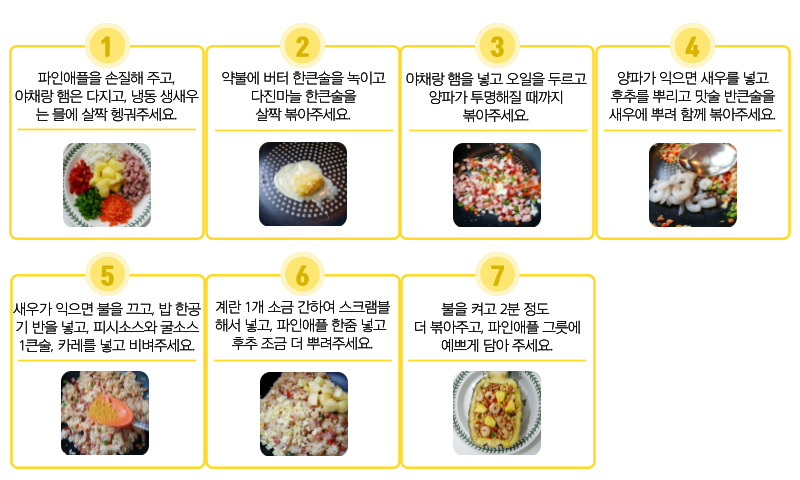 1
파인애플을 손질해 주고,
야채랑 햄은 다지고, 냉동 생새우
는 물에 살짝 헹궈주세요.
2
약불에 버터 한큰술을 녹이고
다진마늘 한큰술을
살짝 볶아주세요.
3
야채랑 햄을 넣고 오일을 두르고
양파가 투명해질 때까지
볶아주세요.
4
양파가 익으면 새우를 넣고
후추를 뿌리고 맛술 반큰술을
새우에 뿌려 함께 볶아주세요.
5
새우가 익으면 불을 끄고, 밥 한공
기 반을 넣고, 피시소스와 굴소스
1큰술, 카레를 넣고 비벼주세요.
6
계란 1개 소금 간하여 스크램블
해서 넣고, 파인애플 한줌 넣고
후추 조금 더 뿌려주세요.
7
불을 켜고 2분 정도
더 볶아주고, 파인애플 그릇에
예쁘게 담아 주세요.